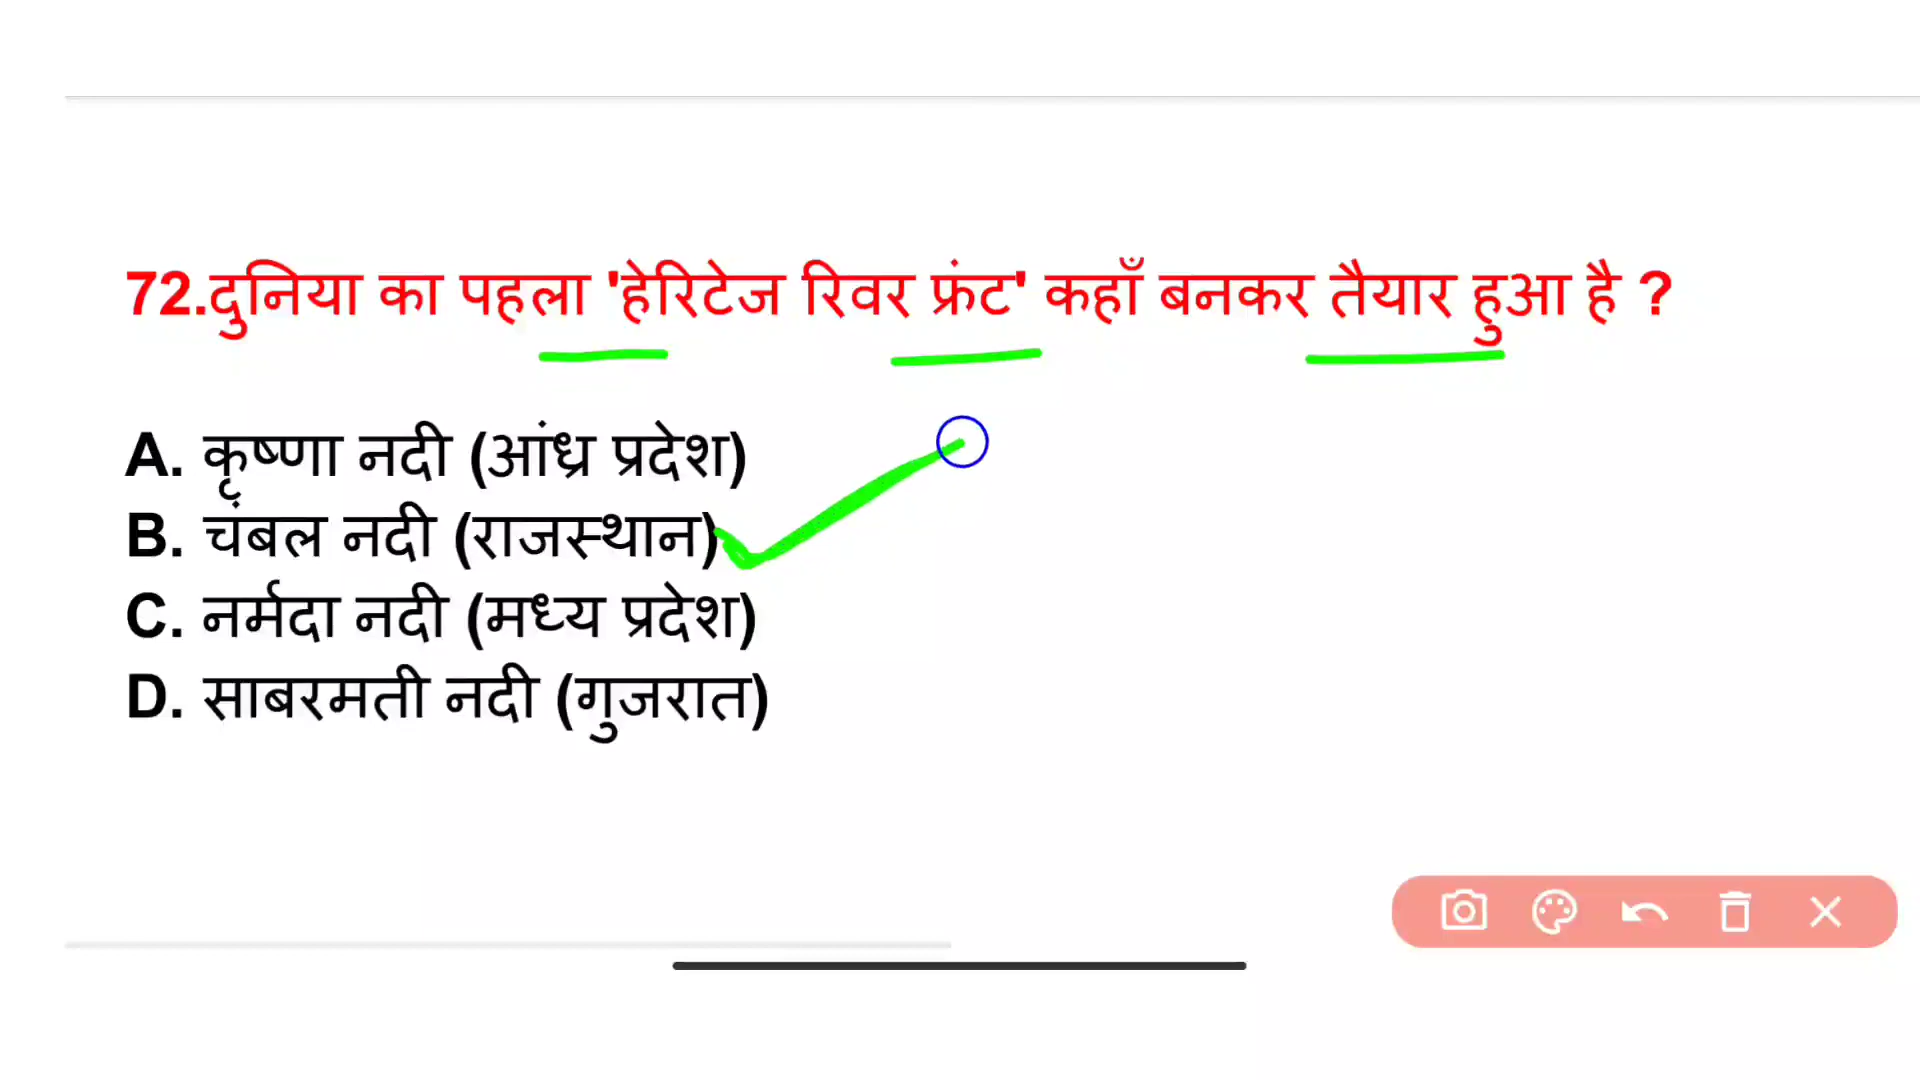 72.दुनिया का पहला 'हेरिटेज रिवर फ्रंट' कहाँ बनकर तैयार हुआ है ?
A. कृष्णा नदी (आंध्र प्रदेश)
B. चंबल नदी (राजस्थान)
C. नर्मदा नदी (मध्य प्रदेश)
D. साबरमती नदी (गुजरात)